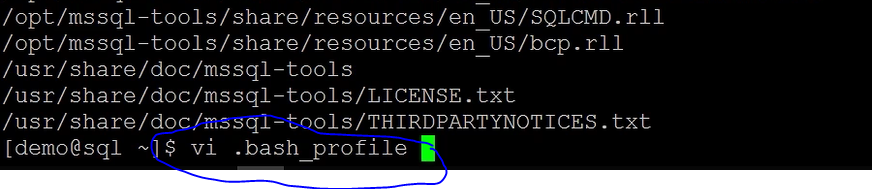 /opt/mssql-tools/share/resources/en_US/SQLCMD.rll
/opt/mssql-tools/share/resources/en_US/bcp.rll
/usr/share/doc/mssql-tools
/usr/share/doc/mssql-tools/LICENSE.txt
/usr/share/doc/mssql-tools/THIRDPARTYNOTICES.txt
[demo@sql ~]$ vi .bash_profile